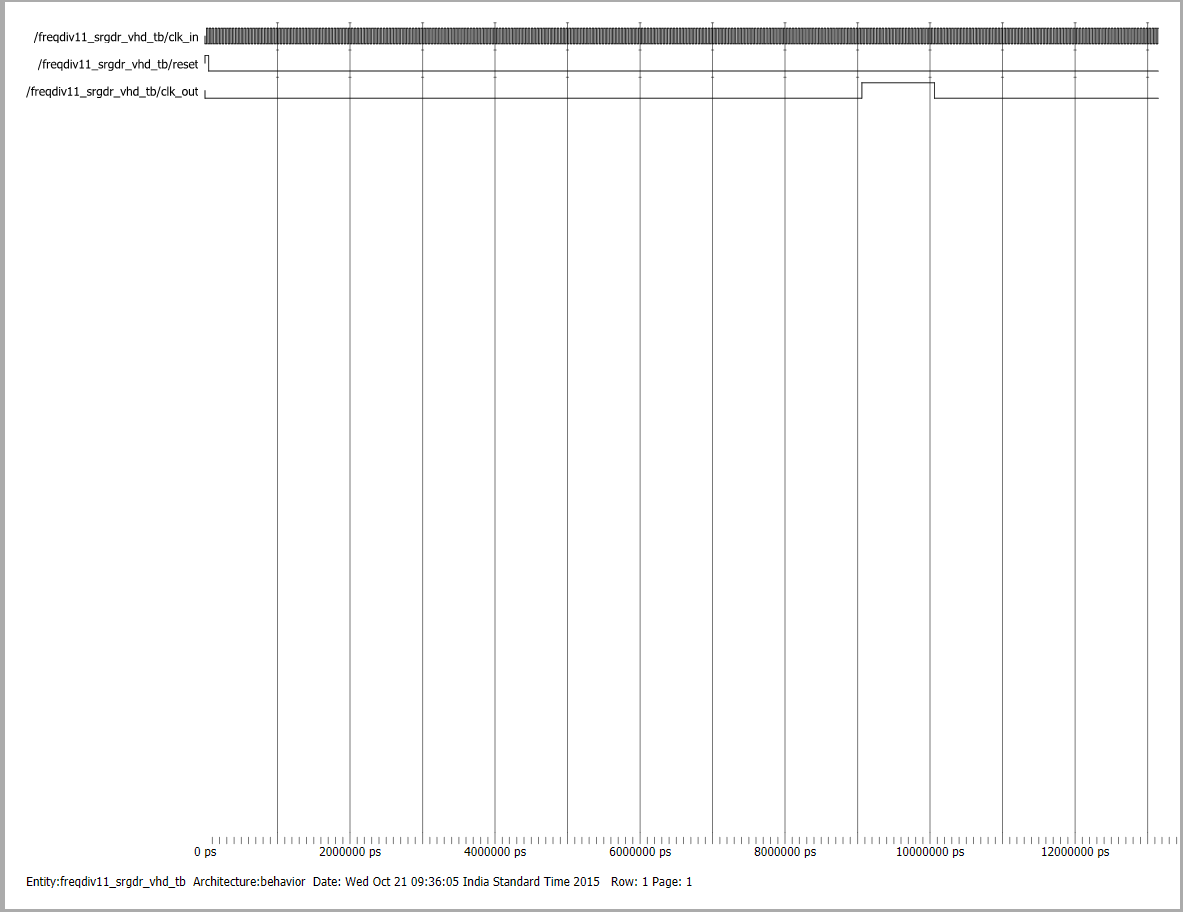 /freqdiv11_srgdr_vhd_tb/clk_in
/freqdiv11_srgdr_vhd_tb/reset
/freqdiv11_srgdr_vhd_tb/clk_out
0 ps 2000000 ps 4000000 ps 6000000 ps 8000000 ps 10000000 ps 12000000 ps
Entity:freqdiv11_srgdr_vhd_tb Architecture:behavior Date: Wed Oct 21 09:36:05 India Standard Time 2015 Row: 1 Page: 1